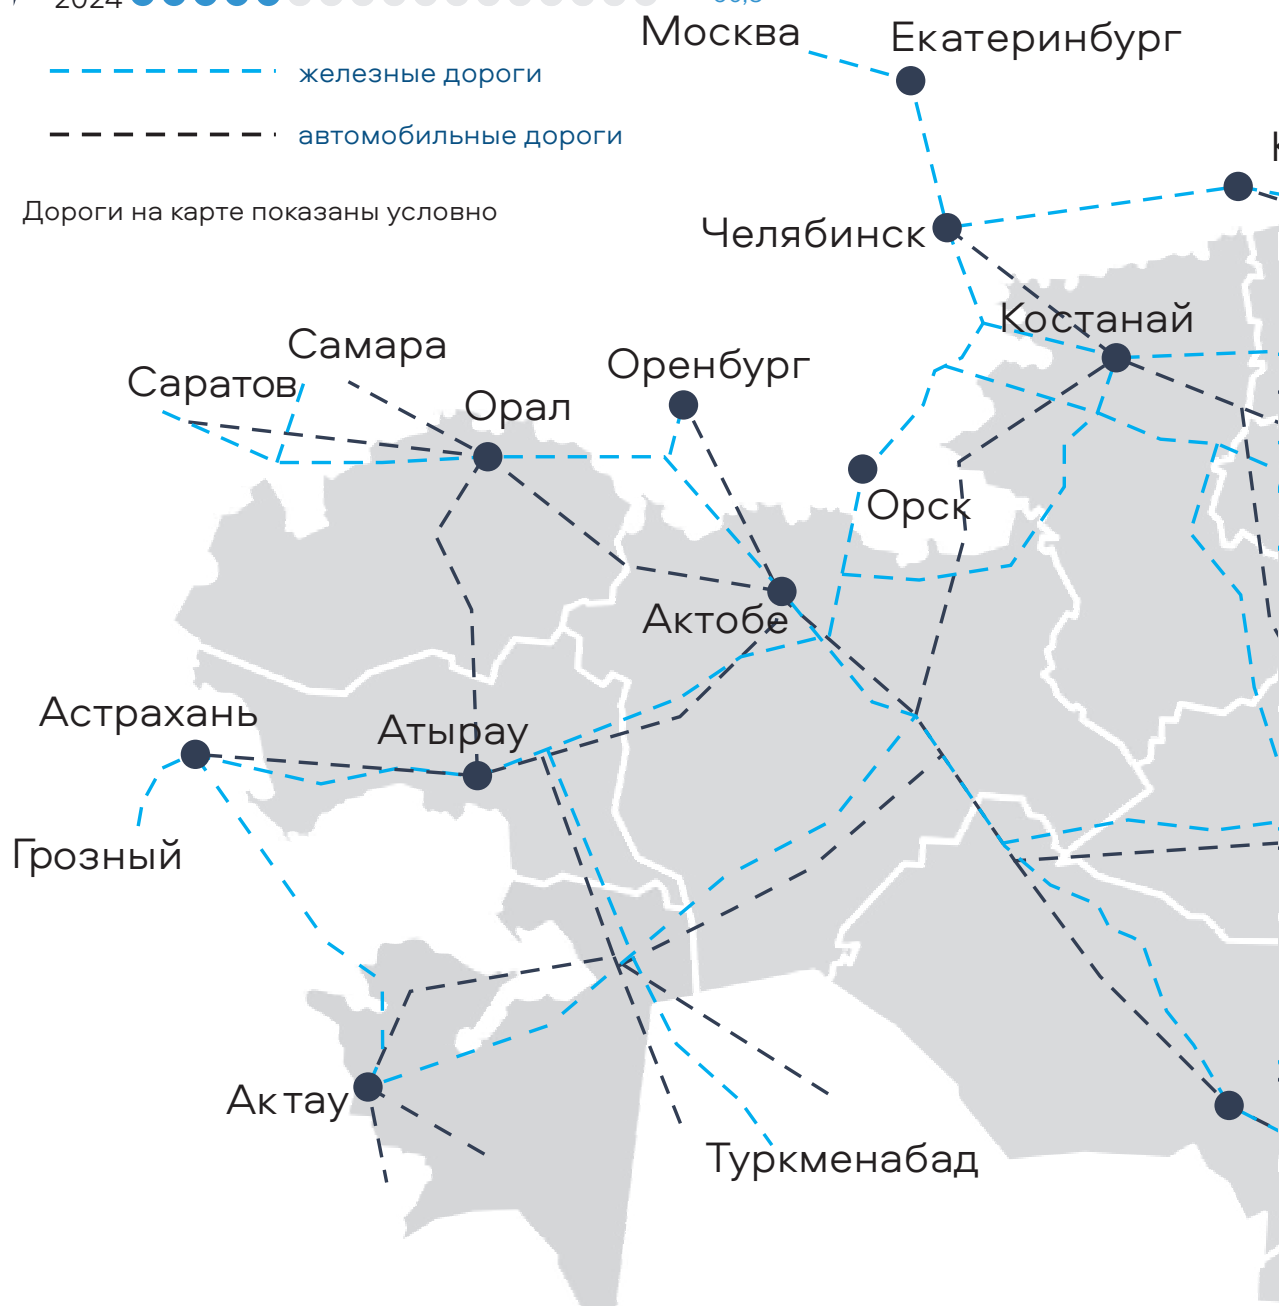 2024
Москва
Екатеринбург
железные дороги
автомобильные дороги
Дороги на карте показаны условно
Челябинск
Костанай
Самара
Саратов
Оренбург
Орал
Орск
Актобе
Астрахань
Атырау
Грозный
Актау
Туркменабад